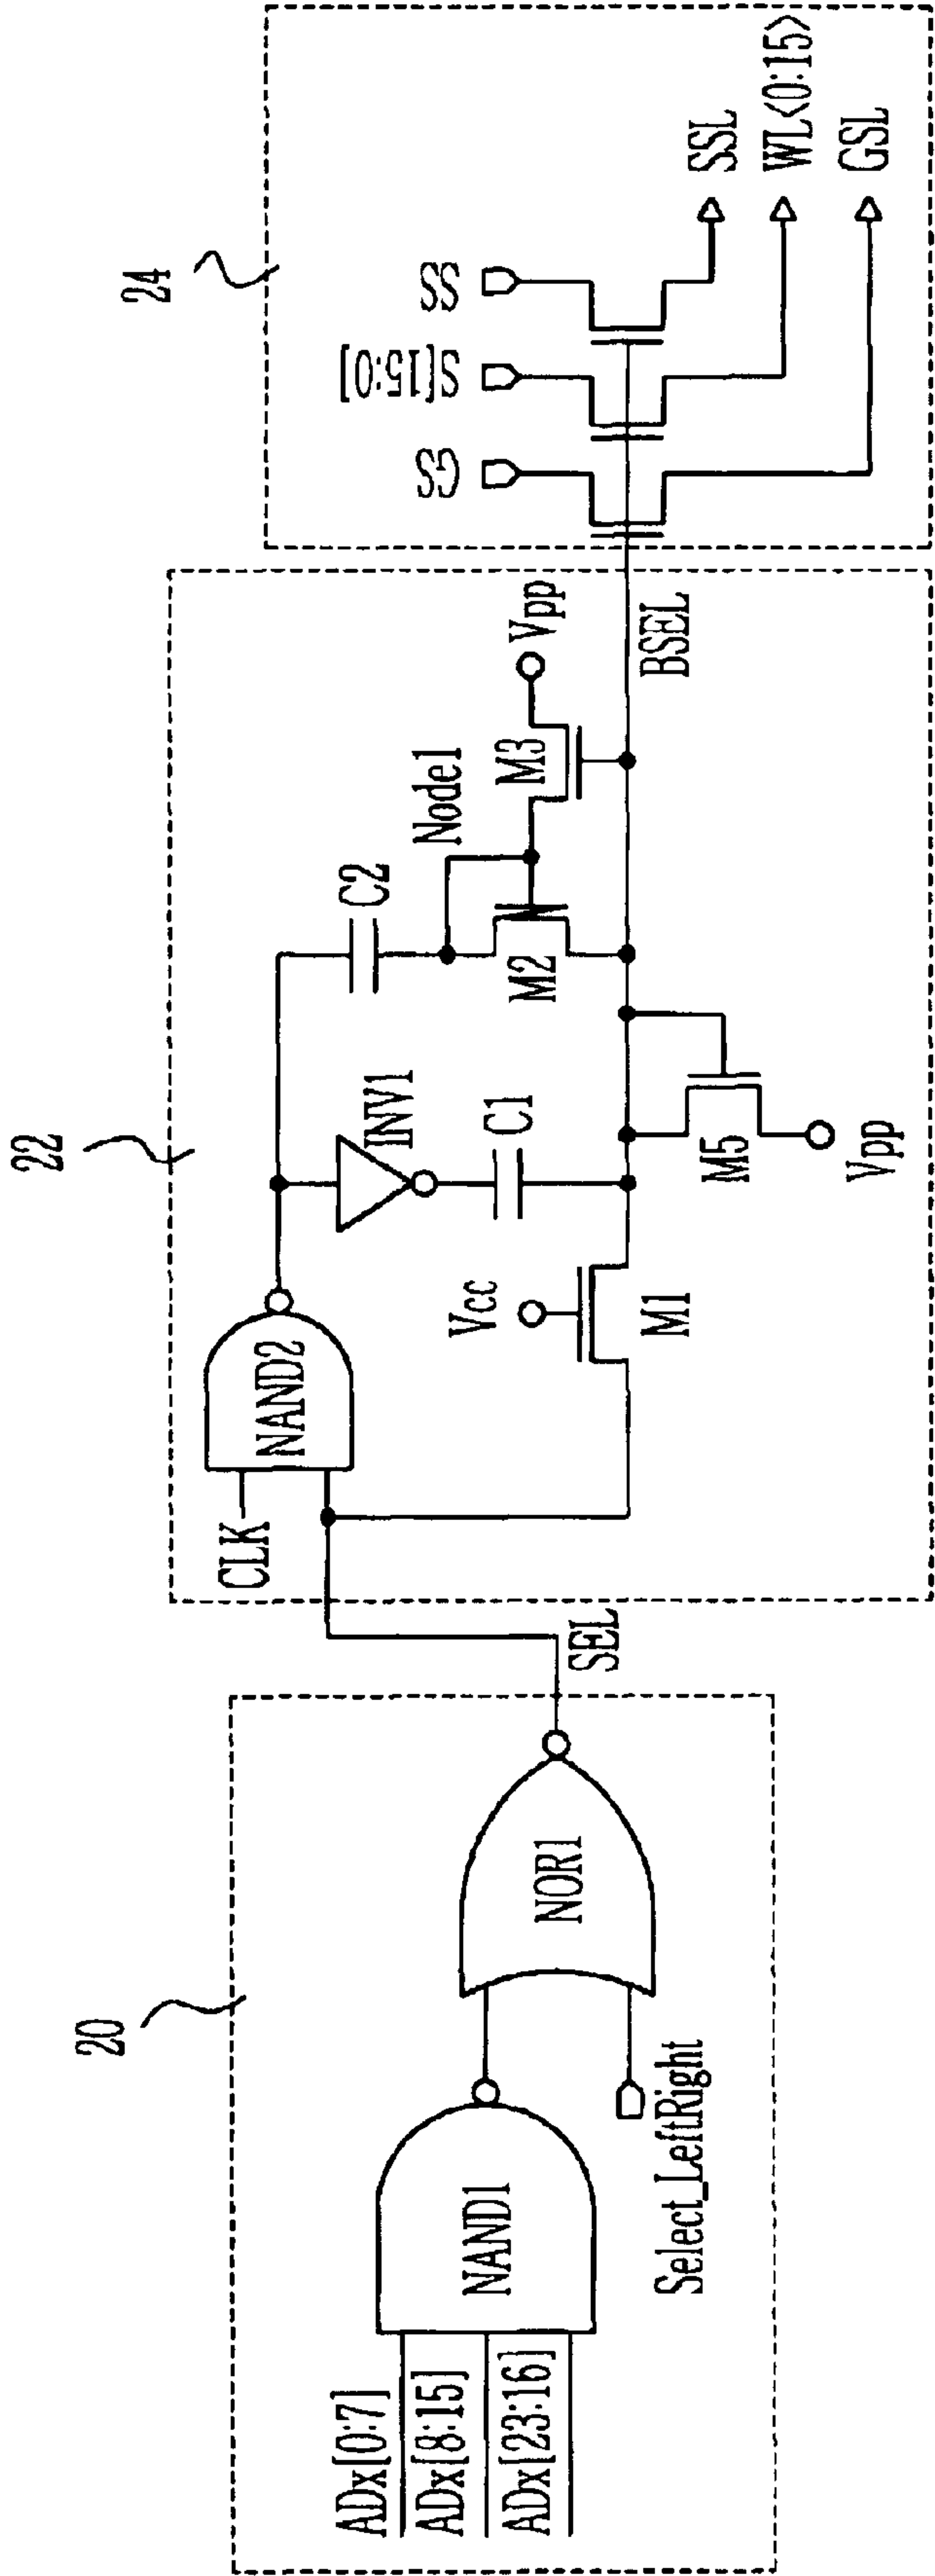 20
ADx[0:7]
ADx[8:15]
ADx[23:16]
NAND1
NOR1
Select_LeftRight
SEL
22
CLK
NAND2
INV1
C1
C2
Vcc
M1
M5
Vpp
M2
Node1
M3
Vpp
BSEL
24
GS
S[15:0]
SS
SSL
WL<0:15>
GSL